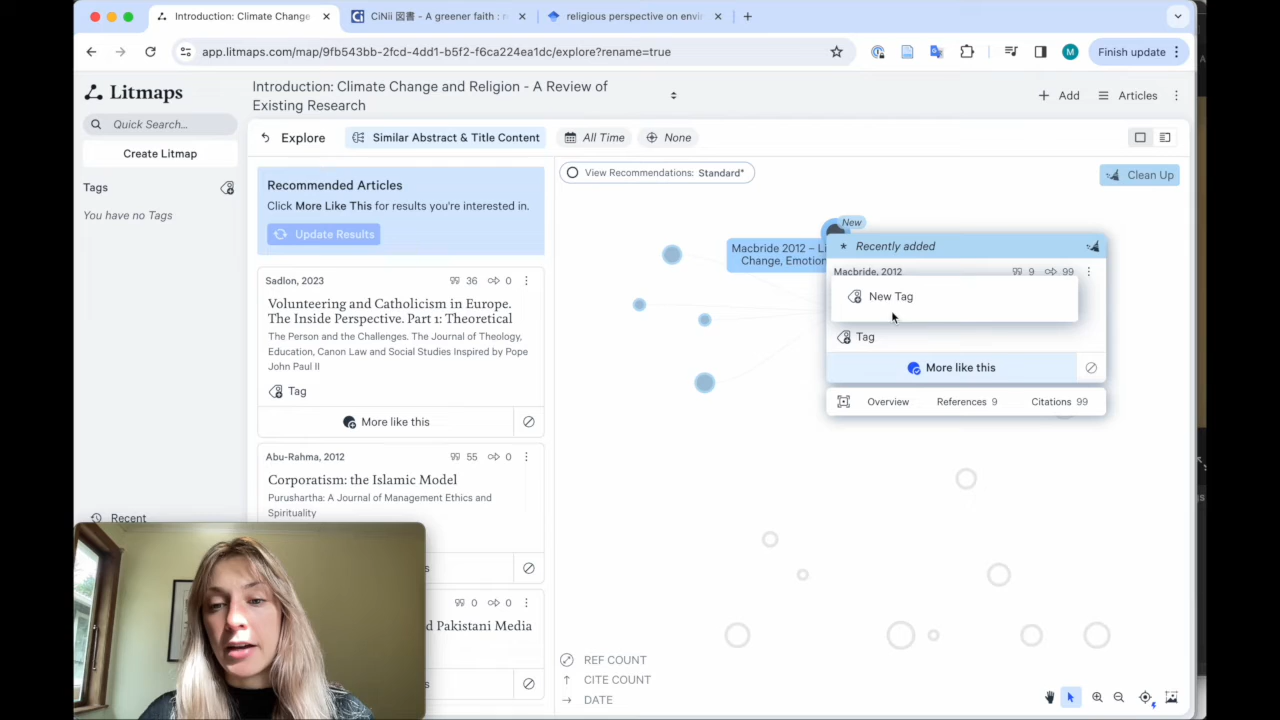 Introduction: Climate Change
CiNii 図書 - A greener faith : r
religious perspective on envir
app.litmaps.com/map/9fb543bb-2fcd-4dd1-b5f2-f6ca224ea1dc/explore?rename=true
M
Finish update
Litmaps
Quick Search...
Create Litmap
Tags
You have no Tags
Recent
Introduction: Climate Change and Religion - A Review of
Existing Research
Add
Articles
Explore
Similar Abstract & Title Content
All Time
None
Recommended Articles
Click More Like This for results you're interested in.
Update Results
Sadlon, 2023
36
0
Volunteering and Catholicism in Europe.
The Inside Perspective. Part 1: Theoretical
The Person and the Challenges. The Journal of Theology,
Education, Canon Law and Social Studies Inspired by Pope
John Paul II
Tag
More like this
Abu-Rahma, 2012
55
0
Corporatism: the Islamic Model
Purushartha: A Journal of Management Ethics and
Spirituality
0
0
d Pakistani Media
View Recommendations: Standard*
Clean Up
New
Macbride 2012 – Li
Change, Emotion
* Recently added
Macbride, 2012
9
99
New Tag
Tag
More like this
Overview
References 9
Citations 99
REF COUNT
CITE COUNT
DATE